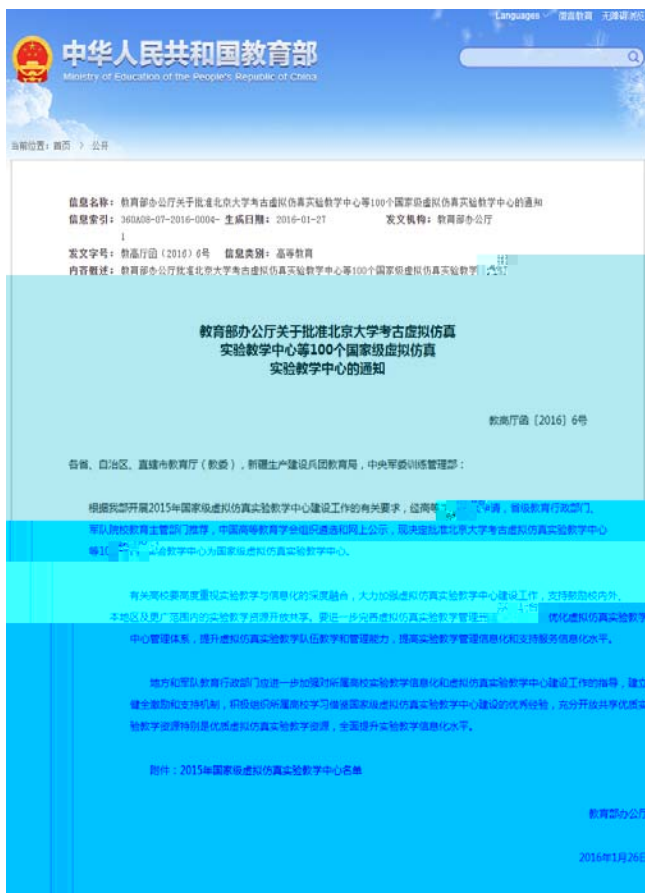 Languages 信息教育 无障碍浏览
中华人民共和国教育部
Ministry of Education of the People's Republic of China
当前位置：首页 > 公开
信息名称：教育部办公厅关于批准北京大学考古虚拟仿真实验教学中心等100个国家级虚拟仿真实验教学中心的通知
信息索引：360A08-07-2016-0004-1 生成日期：2016-01-27 发文机构：教育部办公厅
发文字号：教高厅函〔2016〕6号 信息类别：高等教育
内容概述：教育部办公厅批准北京大学考古虚拟仿真实验教学中心等100个国家级虚拟仿真实验教学
教育部办公厅关于批准北京大学考古虚拟仿真
实验教学中心等100个国家级虚拟仿真
实验教学中心的通知
教高厅函〔2016〕6号
各省、自治区、直辖市教育厅（教委），新疆生产建设兵团教育局，中央军委训练管理部：
根据我部开展2015年国家级虚拟仿真实验教学中心建设工作的有关要求，经高等 申请，省级教育行政部门、
军队院校教育主管部门推荐，中国高等教育学会组织遴选和网上公示，现决定批准北京大学考古虚拟仿真实验教学中心
等10 验教学中心为国家级虚拟仿真实验教学中心。
有关高校要高度重视实验教学与信息化的深度融合，大力加强虚拟仿真实验教学中心建设工作，支持鼓励校内外、
本地区及更广范围内的实验教学资源开放共享。要进一步完善虚拟仿真实验教学管理 优化虚拟仿真实验教学
中心管理体系，提升虚拟仿真实验教学队伍教学和管理能力，提高实验教学管理信息化和支持服务信息化水平。
地方和军队教育行政部门应进一步加强对所属高校实验教学信息化和虚拟仿真实验教学中心建设工作的指导，建立
健全激励和支持机制，积极组织所属高校学习借鉴国家级虚拟仿真实验教学中心建设的优秀经验，充分开放共享优质实
验教学资源特别是优质虚拟仿真实验教学资源，全面提升实验教学信息化水平。
附件：2015年国家级虚拟仿真实验教学中心名单
教育部办公厅
2016年1月26日